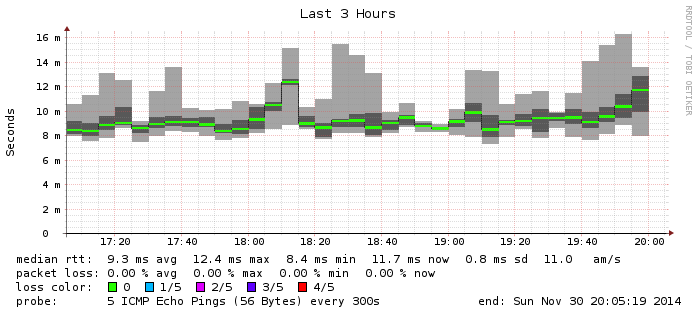 Last 3 Hours
RRDTOOL / TOBI OETIKER
Seconds
16 m
14 m
12 m
10 m
8 m
6 m
4 m
2 m
0
17:20 17:40 18:00 18:20 18:40 19:00 19:20 19:40 20:00
median rtt: 9.3 ms avg 12.4 ms max 8.4 ms min 11.7 ms now 0.8 ms sd 11.0 am/s
packet loss: 0.00 % avg 0.00 % max 0.00 % min 0.00 % now
loss color: 0 1/5 2/5 3/5 4/5
probe: 5 ICMP Echo Pings (56 Bytes) every 300s end: Sun Nov 30 20:05:19 2014